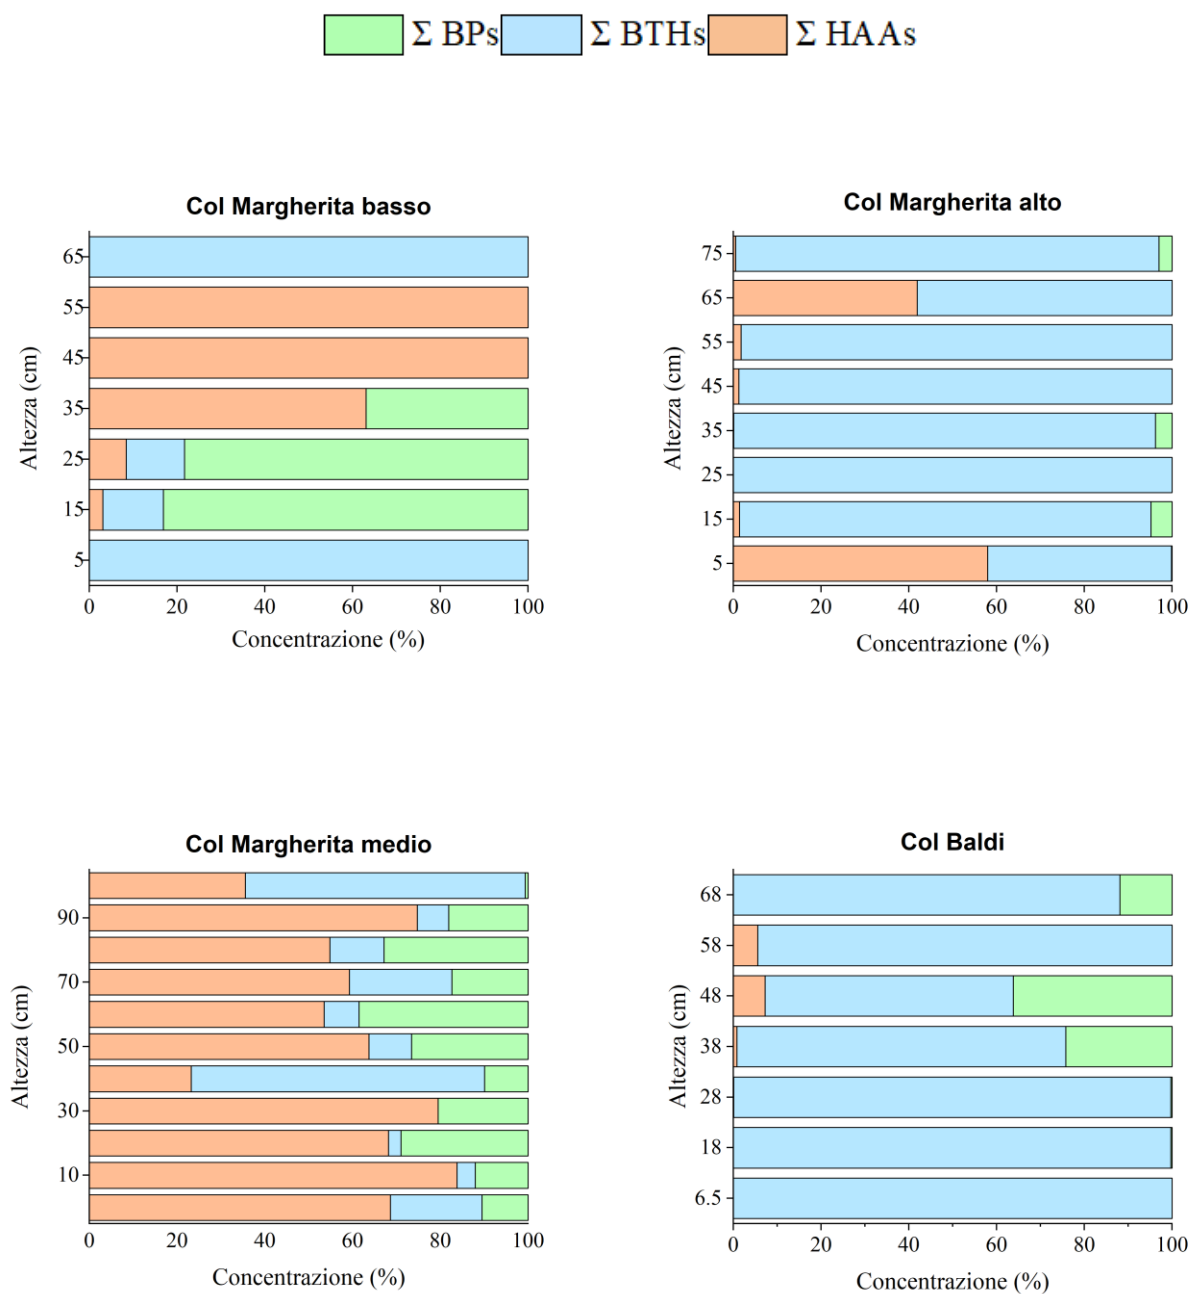 Σ BPs Σ BTHs Σ HAAs
Col Margherita basso
Altezza (cm)
65
55
45
35
25
15
5
0 20 40 60 80 100
Concentrazione (%)
Col Margherita alto
Altezza (cm)
75
65
55
45
35
25
15
5
0 20 40 60 80 100
Concentrazione (%)
Col Margherita medio
Altezza (cm)
90
70
50
30
10
0 20 40 60 80 100
Concentrazione (%)
Col Baldi
Altezza (cm)
68
58
48
38
28
18
6.5
0 20 40 60 80 100
Concentrazione (%)